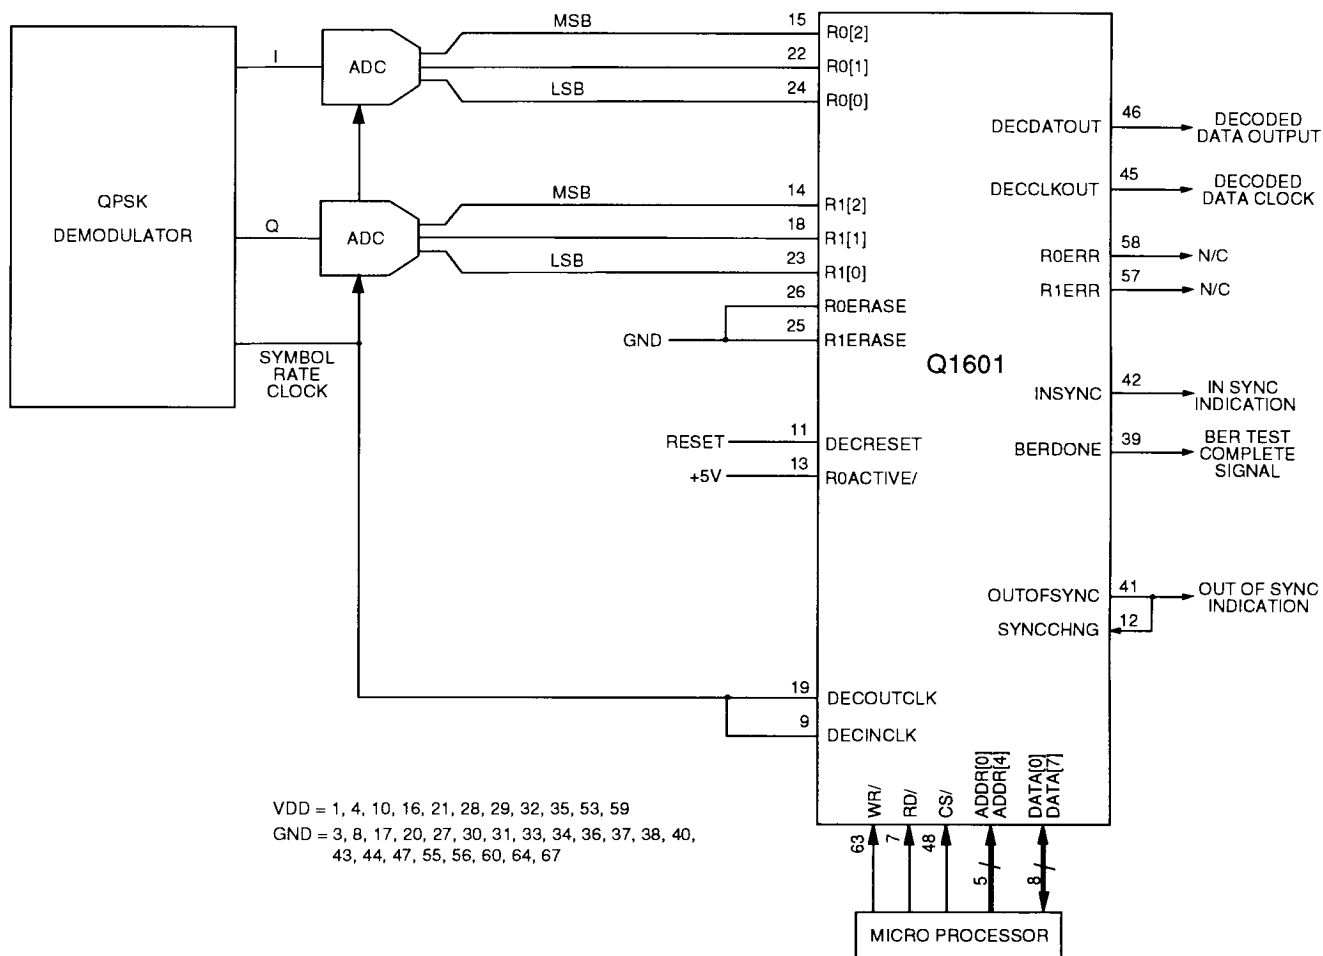 MSB
15
R0[2]
I
ADC
22
R0[1]
LSB
24
R0[0]
DECDATOUT
46
DECODED
DATA OUTPUT
DECCLKOUT
45
DECODED
DATA CLOCK
QPSK
DEMODULATOR
MSB
14
R1[2]
Q
ADC
18
R1[1]
LSB
23
R1[0]
R0ERR
58
N/C
R1ERR
57
N/C
26
R0ERASE
GND
25
R1ERASE
SYMBOL
RATE
CLOCK
Q1601
INSYNC
42
IN SYNC
INDICATION
RESET
11
DECRESET
BERDONE
39
BER TEST
COMPLETE
SIGNAL
+5V
13
R0ACTIVE/
OUTOFSYNC
41
OUT OF SYNC
INDICATION
SYNCCHNG
12
19
DECOUTCLK
9
DECINCLK
VDD = 1, 4, 10, 16, 21, 28, 29, 32, 35, 53, 59
GND = 3, 8, 17, 20, 27, 30, 31, 33, 34, 36, 37, 38, 40,
43, 44, 47, 55, 56, 60, 64, 67
WR/
RD/
CS/
ADDR[0]
ADDR[4]
DATA[0]
DATA[7]
63
7
48
5
8
MICRO PROCESSOR